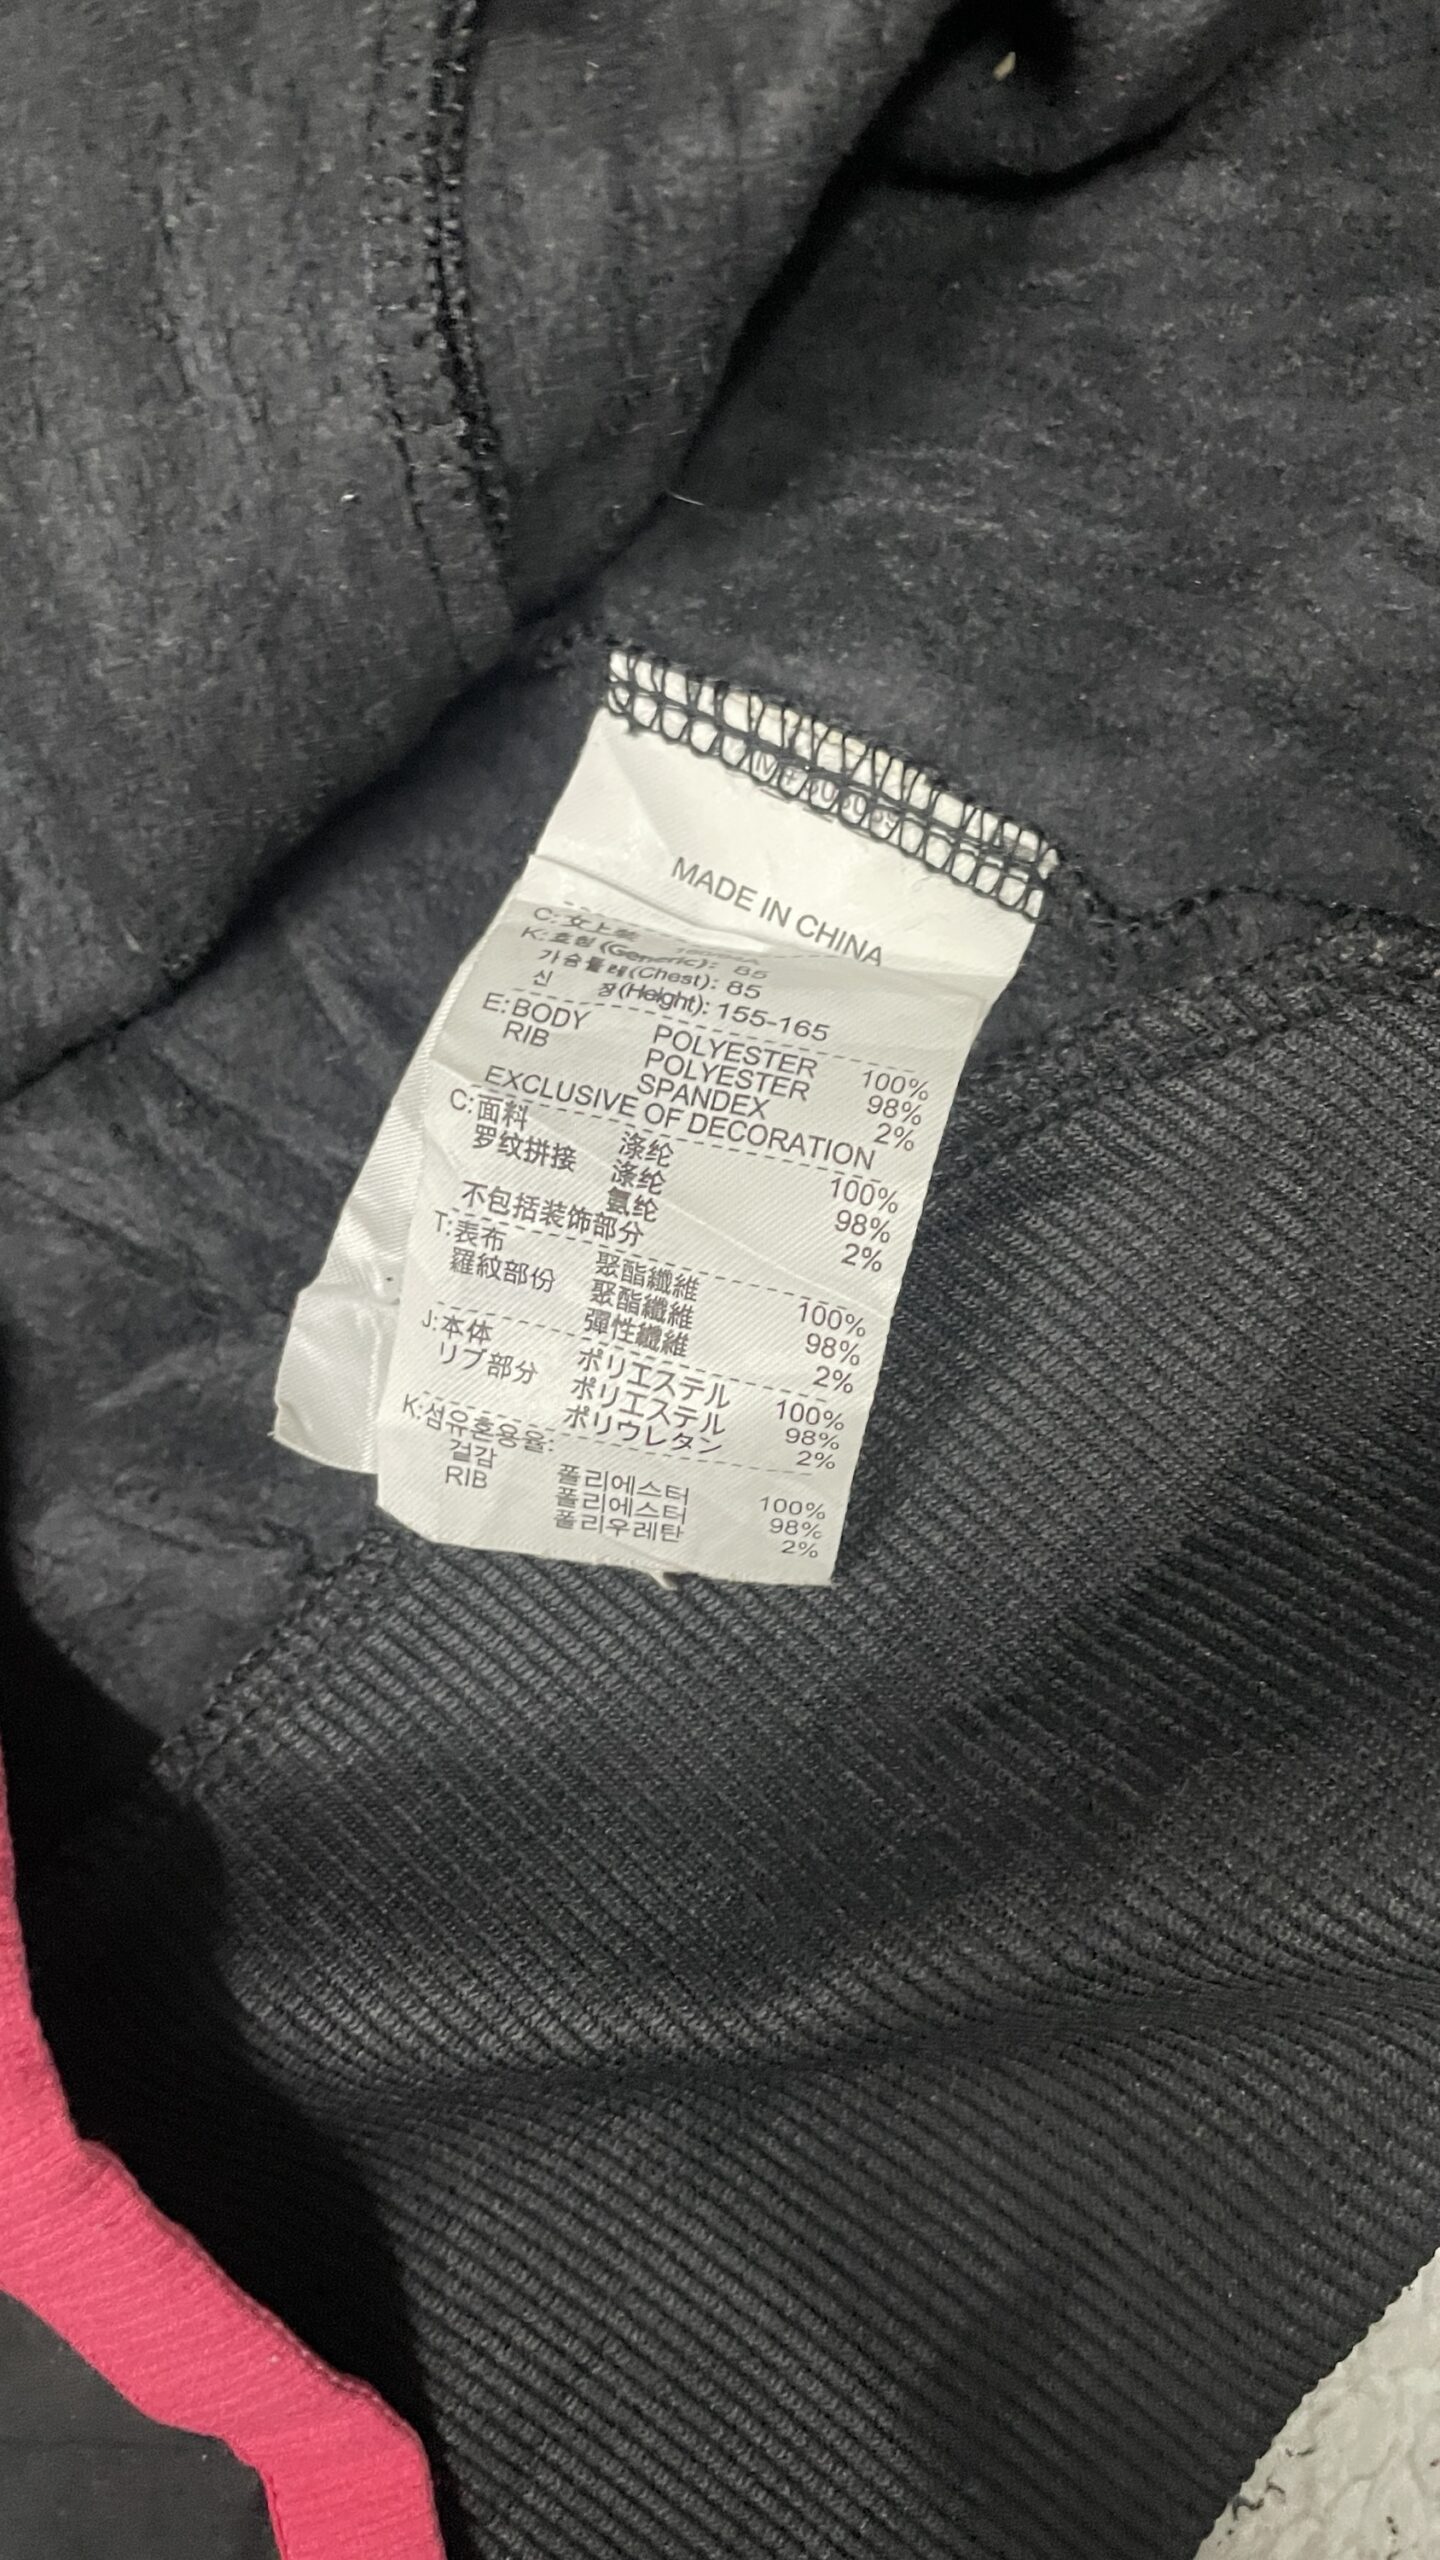 MADE IN CHINA
C: 女上装
K: 호칭(Generic): 85
가슴둘레(Chest): 85
신 장(Height): 155-165
E: BODY POLYESTER 100%
RIB POLYESTER 98%
SPANDEX 2%
EXCLUSIVE OF DECORATION
C: 面料 涤纶 100%
罗纹拼接 涤纶 98%
氨纶 2%
不包括装饰部分
T: 表布 聚酯纖維 100%
羅紋部份 聚酯纖維 98%
彈性纖維 2%
J: 本体 ポリエステル 100%
リブ部分 ポリエステル 98%
ポリウレタン 2%
K: 섬유혼용율:
겉감 폴리에스터 100%
RIB 폴리에스터 98%
폴리우레탄 2%